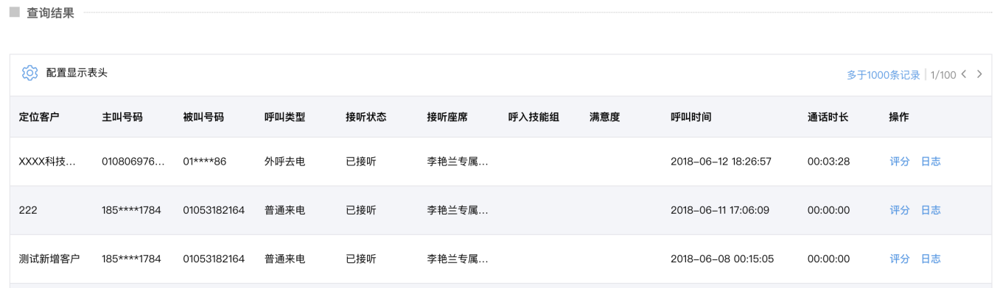 查询结果
配置显示表头
多于1000条记录 1/100 < >
定位客户 主叫号码 被叫号码 呼叫类型 接听状态 接听座席 呼入技能组 满意度 呼叫时间 通话时长 操作
XXXX科技... 010806976... 01****86 外呼去电 已接听 李艳兰专属... 2018-06-12 18:26:57 00:03:28 评分 日志
222 185****1784 01053182164 普通来电 已接听 李艳兰专属... 2018-06-11 17:06:09 00:00:00 评分 日志
测试新增客户 185****1784 01053182164 普通来电 已接听 李艳兰专属... 2018-06-08 00:15:05 00:00:00 评分 日志